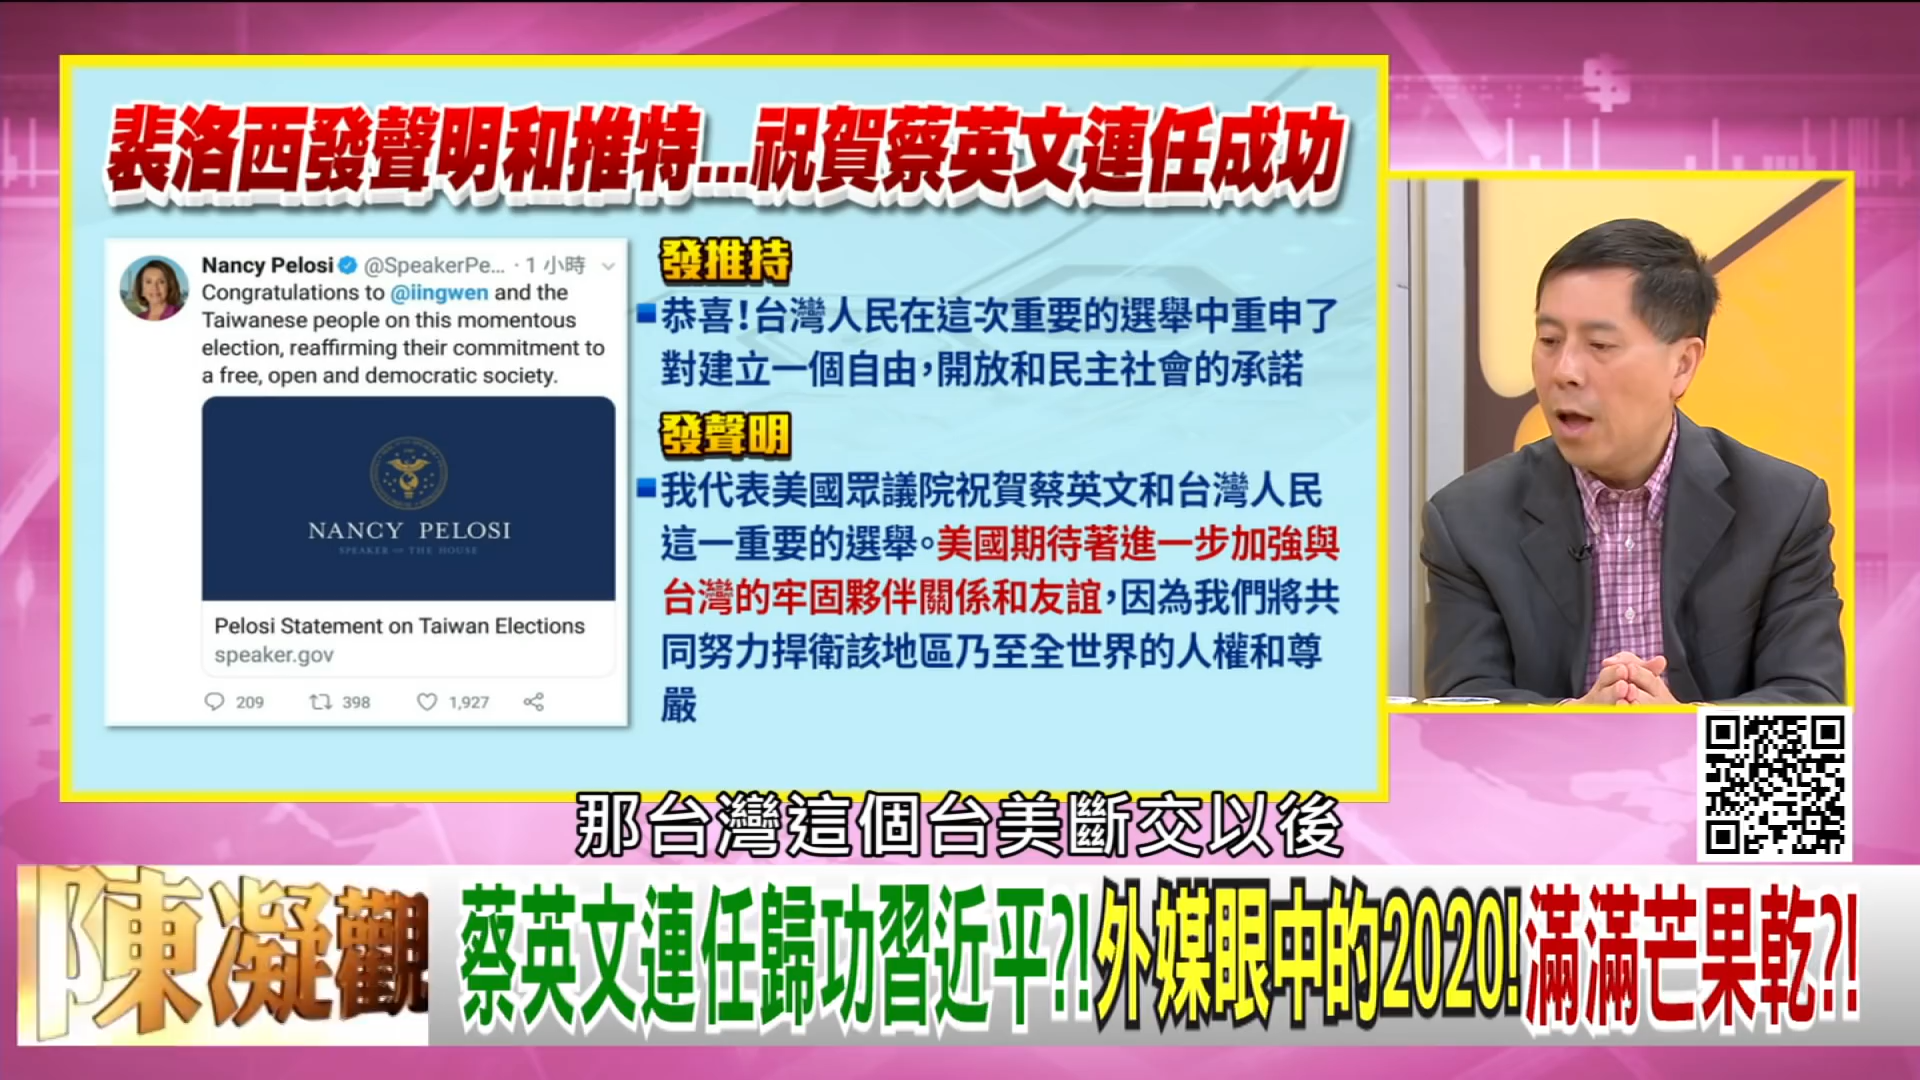 裴洛西發聲明和推特...祝賀蔡英文連任成功
Nancy Pelosi @SpeakerPe... · 1 小時
Congratulations to @iingwen and the
Taiwanese people on this momentous
election, reaffirming their commitment to
a free, open and democratic society.
NANCY PELOSI
SPEAKER OF THE HOUSE
Pelosi Statement on Taiwan Elections
speaker.gov
209 398 1,927
發推持
恭喜!台灣人民在這次重要的選舉中重申了
對建立一個自由,開放和民主社會的承諾
發聲明
我代表美國眾議院祝賀蔡英文和台灣人民
這一重要的選舉。美國期待著進一步加強與
台灣的牢固夥伴關係和友誼,因為我們將共
同努力捍衛該地區乃至全世界的人權和尊
嚴
那台灣這個台美斷交以後
陳凝觀
蔡英文連任歸功習近平?!外媒眼中的2020!滿滿芒果乾?!